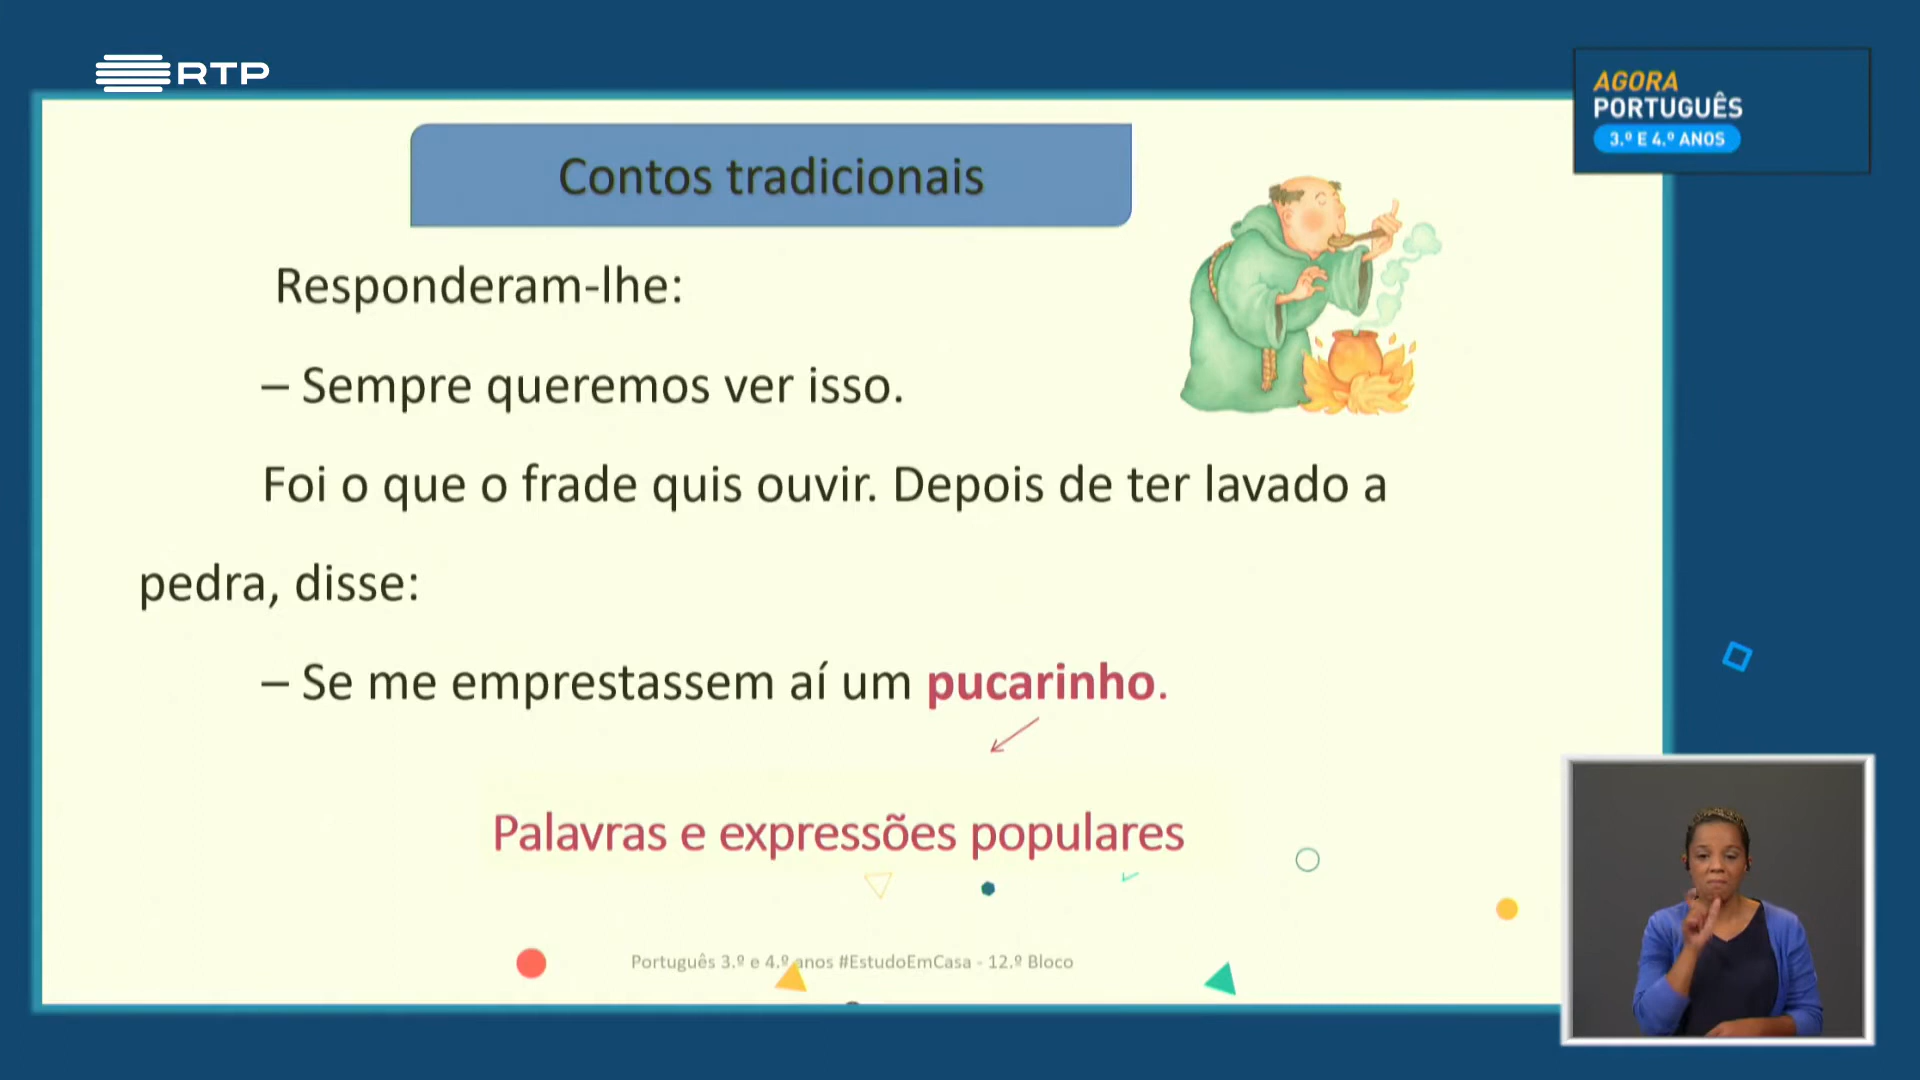 RTP
AGORA
PORTUGUÊS
3.º E 4.º ANOS
Contos tradicionais
Responderam-lhe:
– Sempre queremos ver isso.
Foi o que o frade quis ouvir. Depois de ter lavado a
pedra, disse:
– Se me emprestassem aí um pucarinho.
Palavras e expressões populares
Português 3.º e 4.º anos #EstudoEmCasa - 12.º Bloco